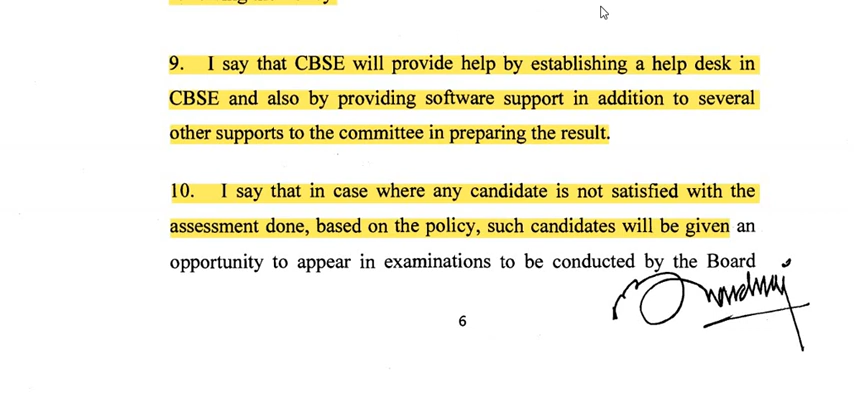 9. I say that CBSE will provide help by establishing a help desk in
CBSE and also by providing software support in addition to several
other supports to the committee in preparing the result.
10. I say that in case where any candidate is not satisfied with the
assessment done, based on the policy, such candidates will be given an
opportunity to appear in examinations to be conducted by the Board
6